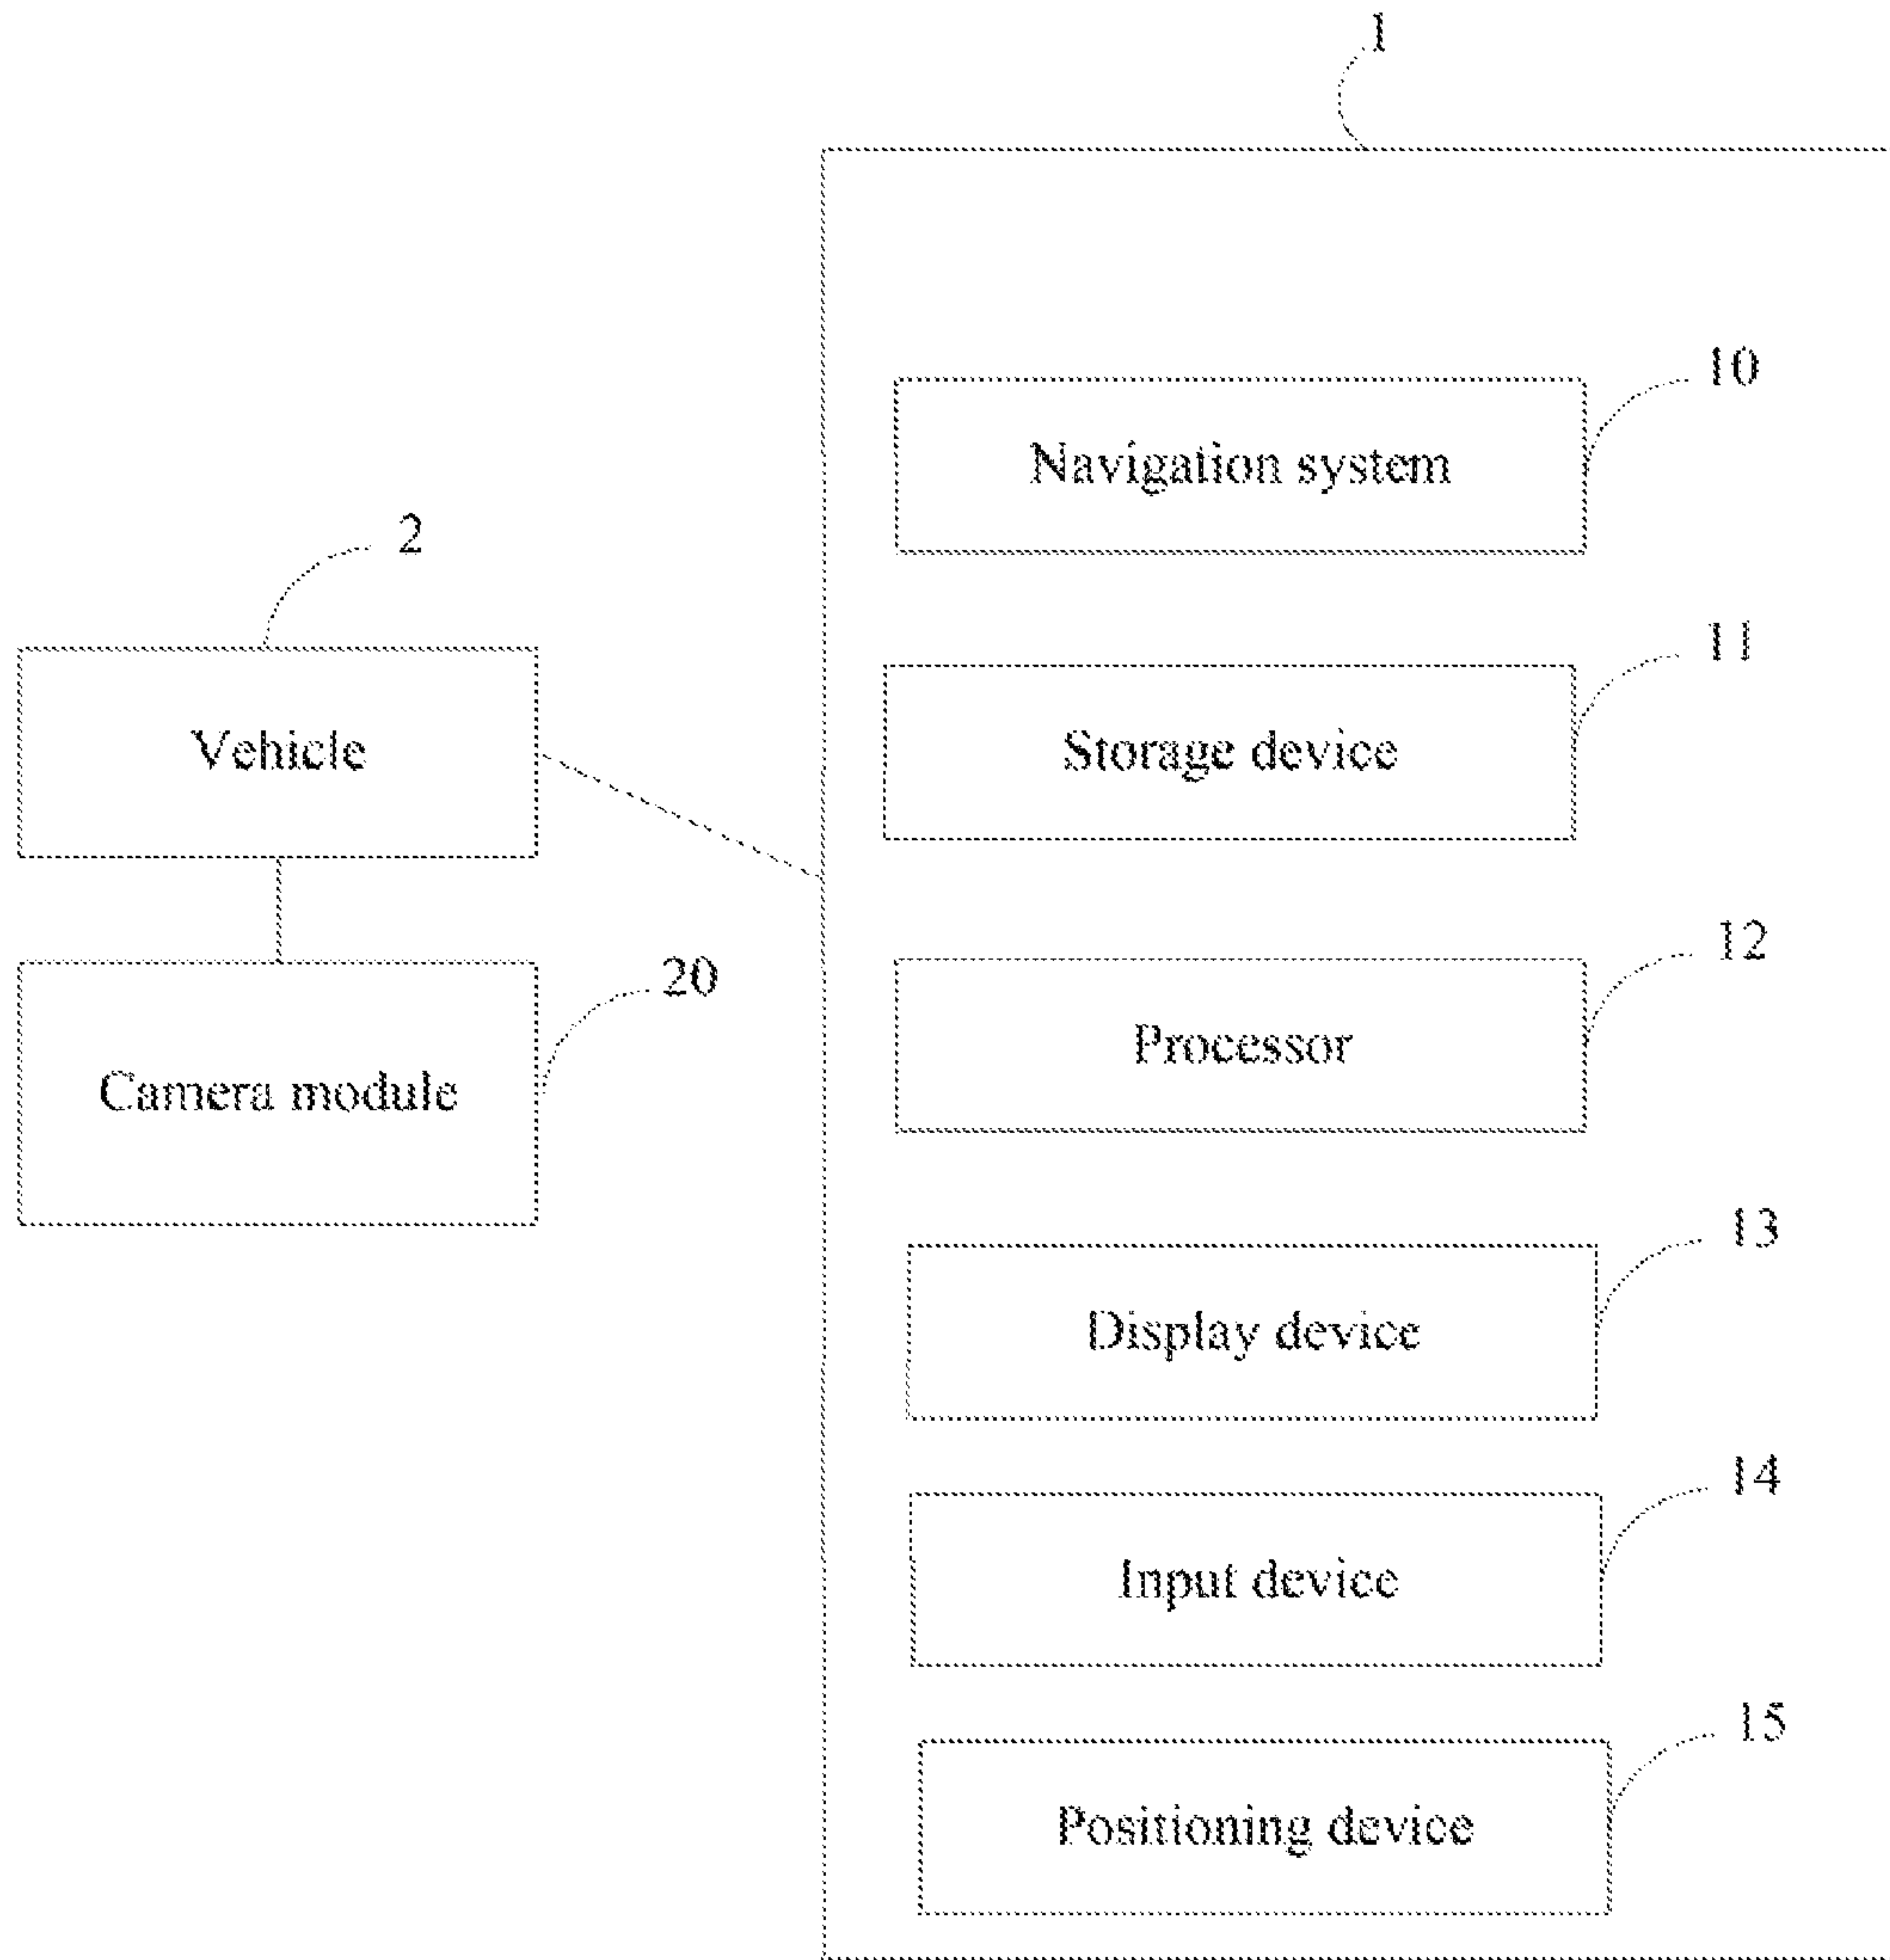 1
10
Navigation system
2
11
Vehicle
Storage device
12
20
Processor
Camera module
13
Display device
14
Input device
15
Positioning device